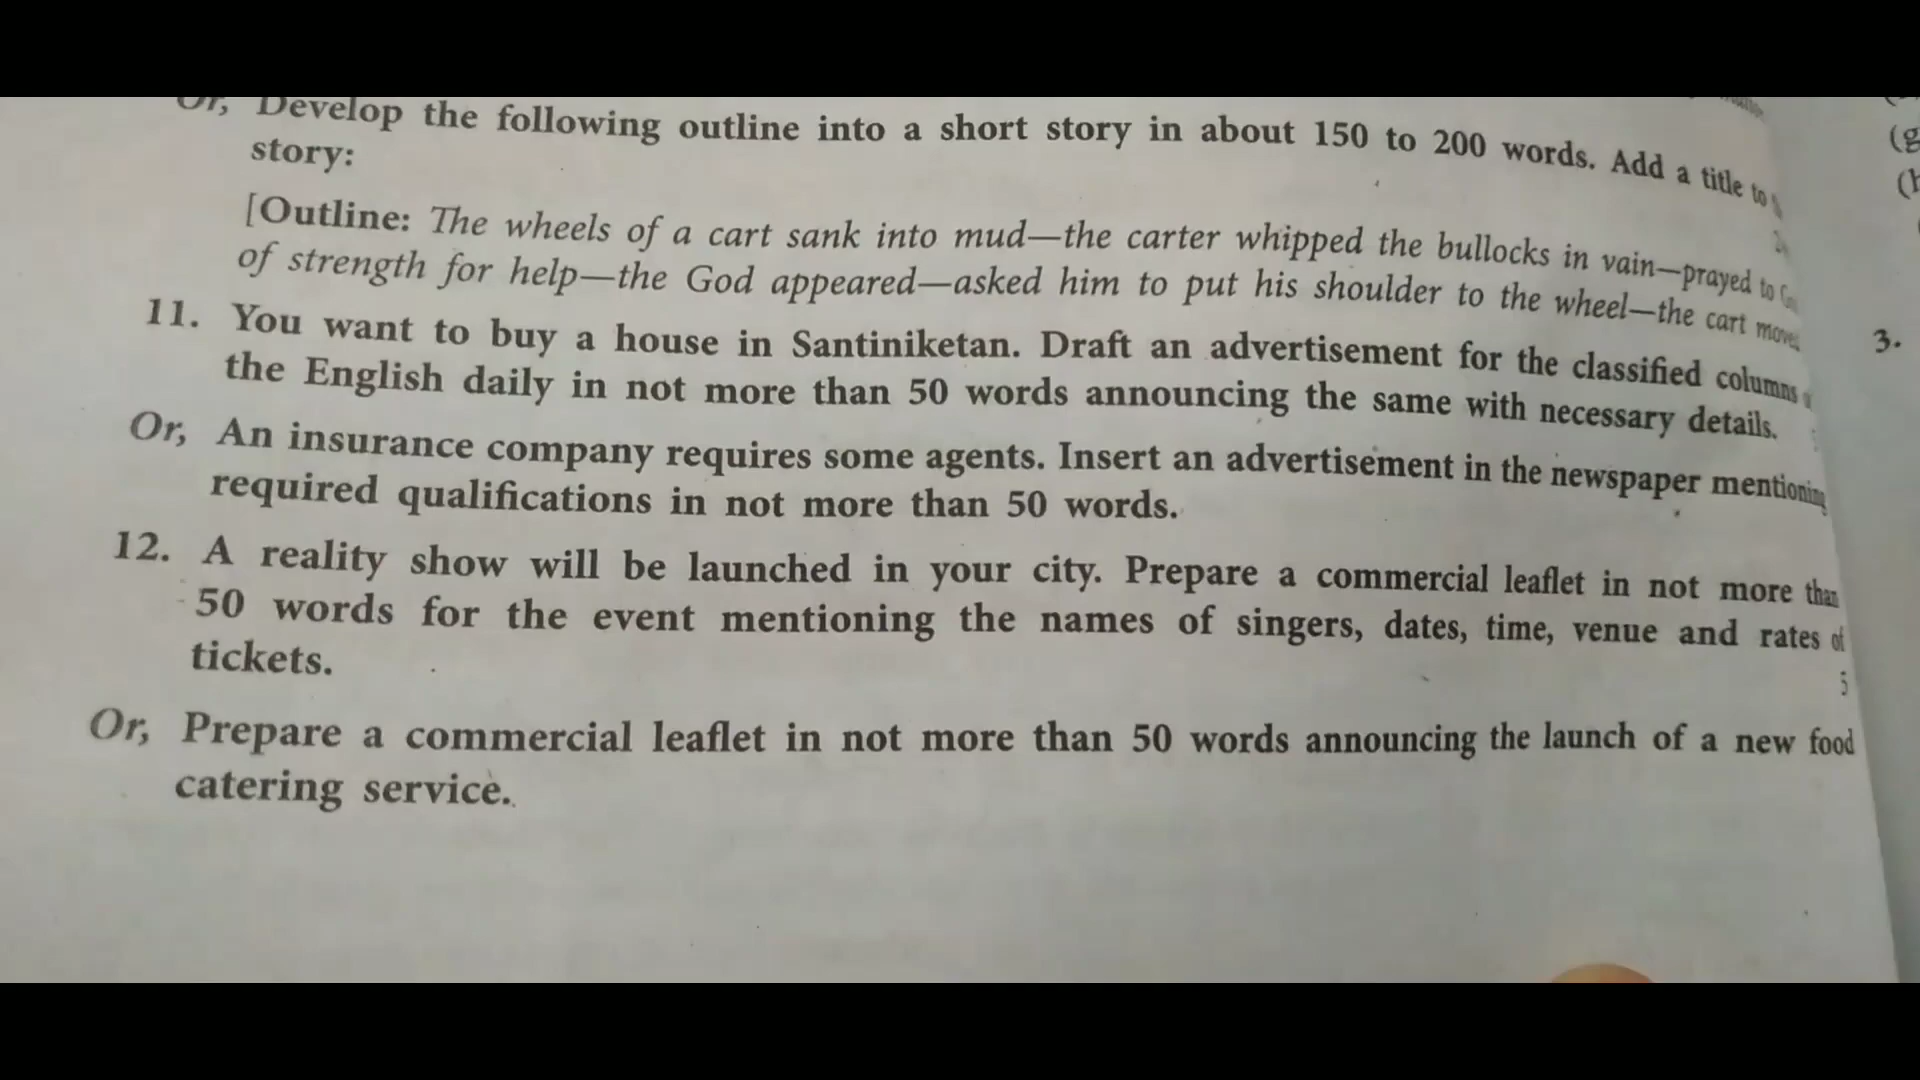 Or, Develop the following outline into a short story in about 150 to 200 words. Add a title to
story:
[Outline: The wheels of a cart sank into mud—the carter whipped the bullocks in vain—prayed to
of strength for help—the God appeared—asked him to put his shoulder to the wheel—the cart moved
11. You want to buy a house in Santiniketan. Draft an advertisement for the classified columns
the English daily in not more than 50 words announcing the same with necessary details.
Or, An insurance company requires some agents. Insert an advertisement in the newspaper mentioning
required qualifications in not more than 50 words.
12. A reality show will be launched in your city. Prepare a commercial leaflet in not more than
50 words for the event mentioning the names of singers, dates, time, venue and rates of
tickets.
5
Or, Prepare a commercial leaflet in not more than 50 words announcing the launch of a new food
catering service.
(g
3.